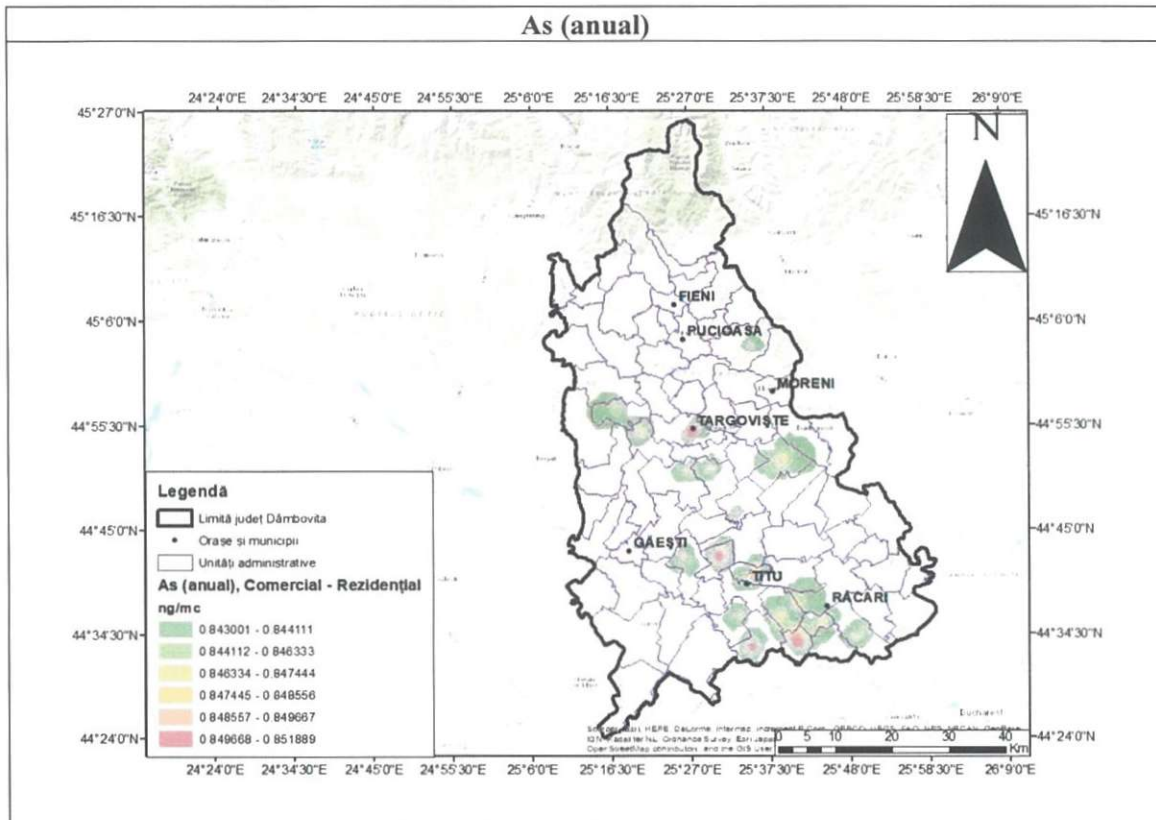 As (anual)
24°24'0"E 24°34'30"E 24°45'0"E 24°55'30"E 25°6'0"E 25°16'30"E 25°27'0"E 25°37'30"E 25°48'0"E 25°58'30"E 26°9'0"E
45°27'0"N
N
45°16'30"N 45°16'30"N
FIENI
45°6'0"N 45°6'0"N
PUCIOASA
MORENI
44°55'30"N TARGOVIȘTE 44°55'30"N
Legendă
Limită județ Dâmbovita
44°45'0"N 44°45'0"N
Orașe și municipii
GĂEȘTI
Unități administrative
TITU
As (anual), Comercial - Rezidențial
ng/mc
RĂCARI
0.843001 - 0.844111
44°34'30"N 44°34'30"N
0.844112 - 0.846333
0.846334 - 0.847444
0.847445 - 0.848556
0.848557 - 0.849667
0.849668 - 0.851889
Bucharest
44°24'0"N 44°24'0"N
0 5 10 20 30 40
Km
24°24'0"E 24°34'30"E 24°45'0"E 24°55'30"E 25°6'0"E 25°16'30"E 25°27'0"E 25°37'30"E 25°48'0"E 25°58'30"E 26°9'0"E